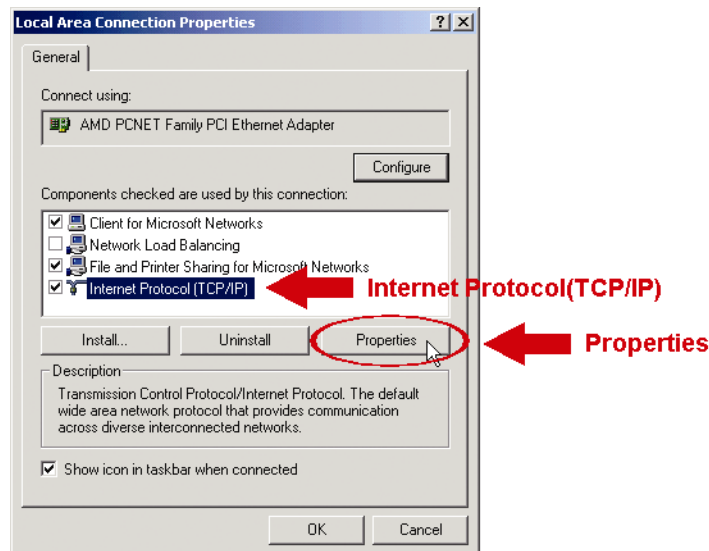 Local Area Connection Properties
General
Connect using:
AMD PCNET Family PCI Ethernet Adapter
Configure
Components checked are used by this connection:
Client for Microsoft Networks
Network Load Balancing
File and Printer Sharing for Microsoft Networks
Internet Protocol (TCP/IP)
Internet Protocol(TCP/IP)
Install...
Uninstall
Properties
Properties
Description
Transmission Control Protocol/Internet Protocol. The default
wide area network protocol that provides communication
across diverse interconnected networks.
Show icon in taskbar when connected
OK
Cancel